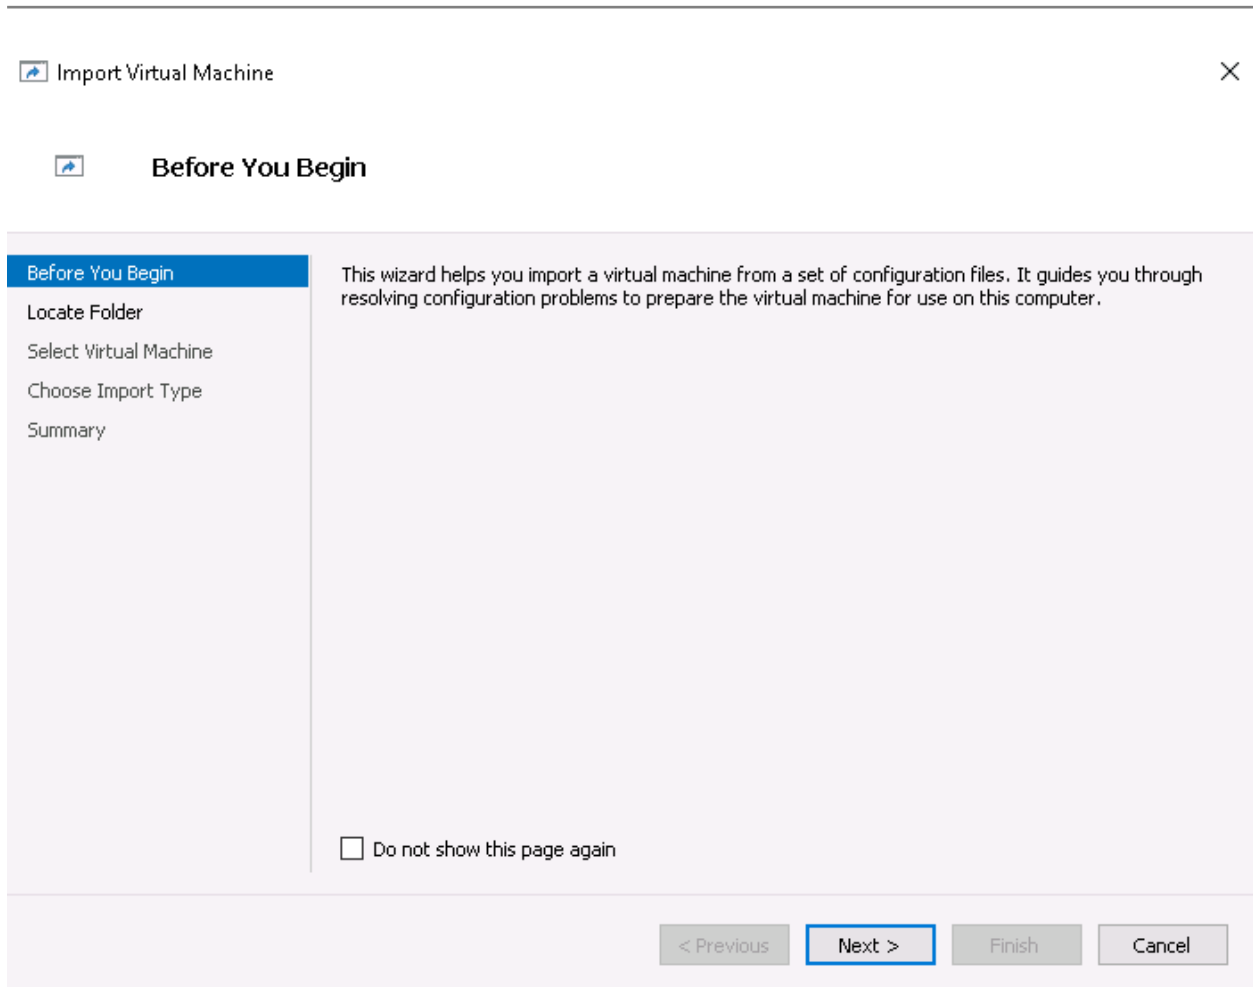 Import Virtual Machine
Before You Begin
Before You Begin
Locate Folder
Select Virtual Machine
Choose Import Type
Summary
This wizard helps you import a virtual machine from a set of configuration files. It guides you through
resolving configuration problems to prepare the virtual machine for use on this computer.
Do not show this page again
< Previous
Next >
Finish
Cancel